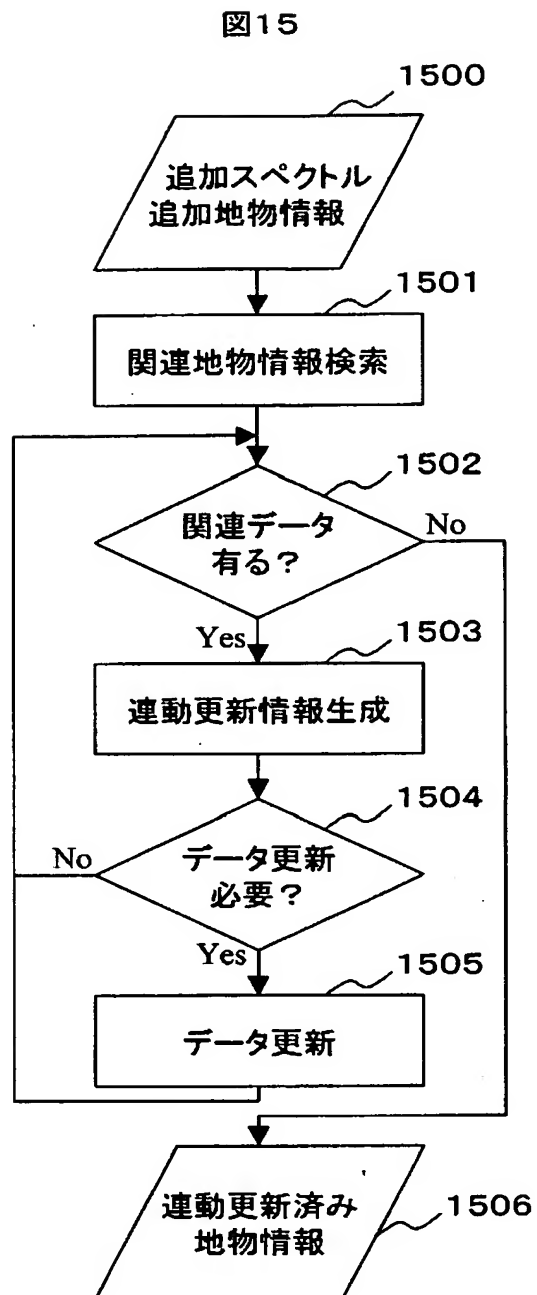 図15
1500
追加スペクトル
追加地物情報
1501
関連地物情報検索
1502
関連データ
有る?
No
Yes
1503
連動更新情報生成
1504
データ更新
必要?
No
Yes
1505
データ更新
連動更新済み
地物情報
1506